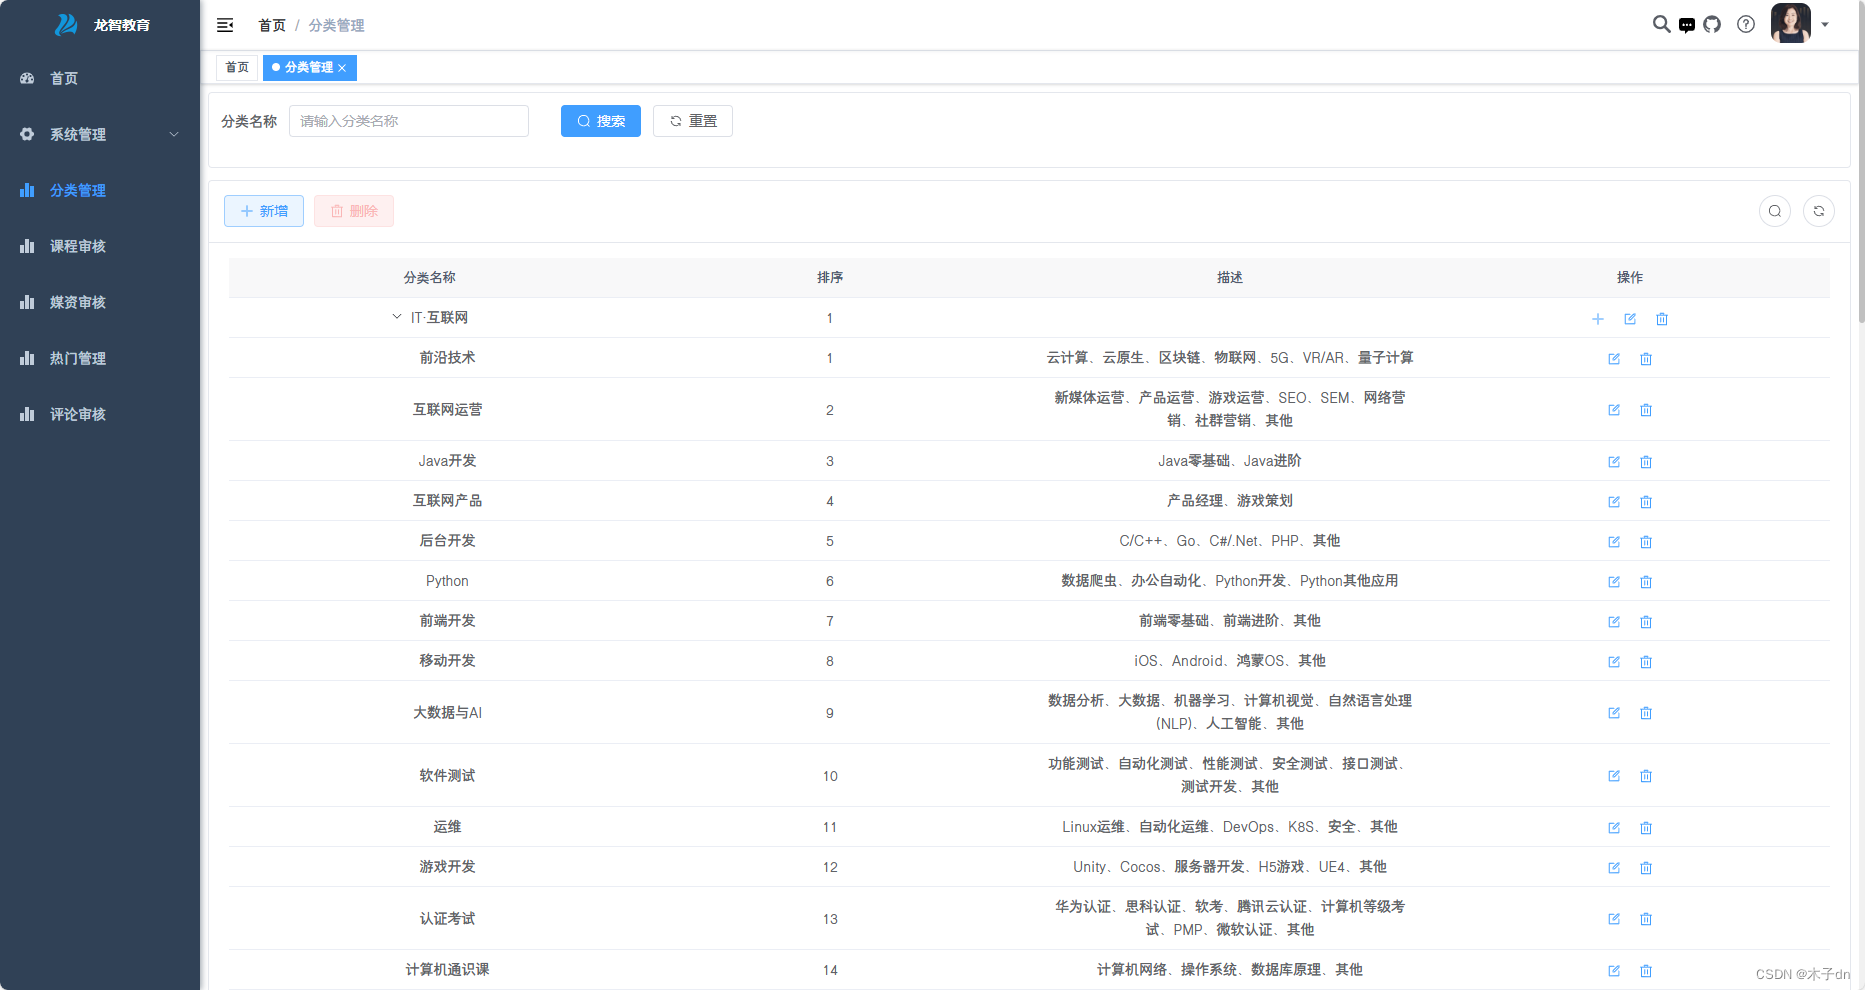 龙智教育
首页
系统管理
分类管理
课程审核
媒资审核
热门管理
评论审核
首页 / 分类管理
首页
分类管理
分类名称 请输入分类名称 搜索 重置
新增 删除
分类名称 排序 描述 操作
IT·互联网 1
前沿技术 1 云计算、云原生、区块链、物联网、5G、VR/AR、量子计算
互联网运营 2 新媒体运营、产品运营、游戏运营、SEO、SEM、网络营
销、社群营销、其他
Java开发 3 Java零基础、Java进阶
互联网产品 4 产品经理、游戏策划
后台开发 5 C/C++、Go、C#/.Net、PHP、其他
Python 6 数据爬虫、办公自动化、Python开发、Python其他应用
前端开发 7 前端零基础、前端进阶、其他
移动开发 8 iOS、Android、鸿蒙OS、其他
大数据与AI 9 数据分析、大数据、机器学习、计算机视觉、自然语言处理
(NLP)、人工智能、其他
软件测试 10 功能测试、自动化测试、性能测试、安全测试、接口测试、
测试开发、其他
运维 11 Linux运维、自动化运维、DevOps、K8S、安全、其他
游戏开发 12 Unity、Cocos、服务器开发、H5游戏、UE4、其他
认证考试 13 华为认证、思科认证、软考、腾讯云认证、计算机等级考
试、PMP、微软认证、其他
计算机通识课 14 计算机网络、操作系统、数据库原理、其他
CSDN @木子dn